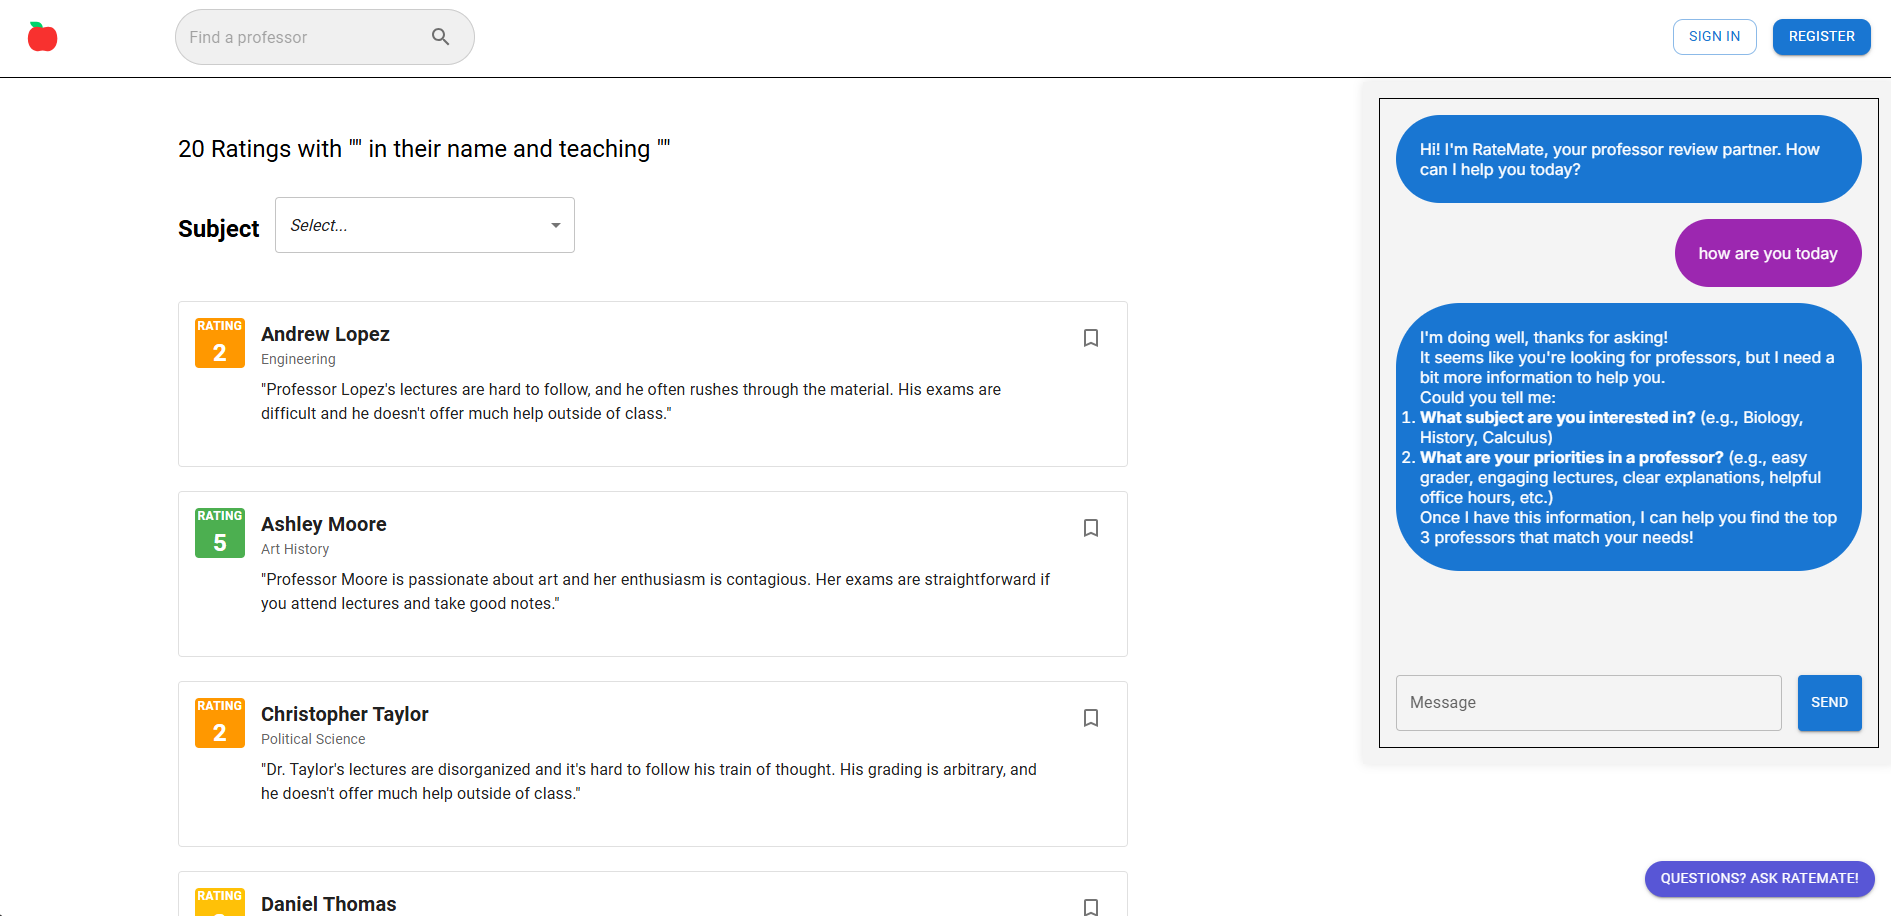 Find a professor
SIGN IN
REGISTER
20 Ratings with "" in their name and teaching ""
Subject
Select...
RATING
2
Andrew Lopez
Engineering
"Professor Lopez's lectures are hard to follow, and he often rushes through the material. His exams are
difficult and he doesn't offer much help outside of class."
RATING
5
Ashley Moore
Art History
"Professor Moore is passionate about art and her enthusiasm is contagious. Her exams are straightforward if
you attend lectures and take good notes."
RATING
2
Christopher Taylor
Political Science
"Dr. Taylor's lectures are disorganized and it's hard to follow his train of thought. His grading is arbitrary, and
he doesn't offer much help outside of class."
RATING
Daniel Thomas
Hi! I'm RateMate, your professor review partner. How
can I help you today?
how are you today
I'm doing well, thanks for asking!
It seems like you're looking for professors, but I need a
bit more information to help you.
Could you tell me:
1. What subject are you interested in? (e.g., Biology,
History, Calculus)
2. What are your priorities in a professor? (e.g., easy
grader, engaging lectures, clear explanations, helpful
office hours, etc.)
Once I have this information, I can help you find the top
3 professors that match your needs!
Message
SEND
QUESTIONS? ASK RATEMATE!